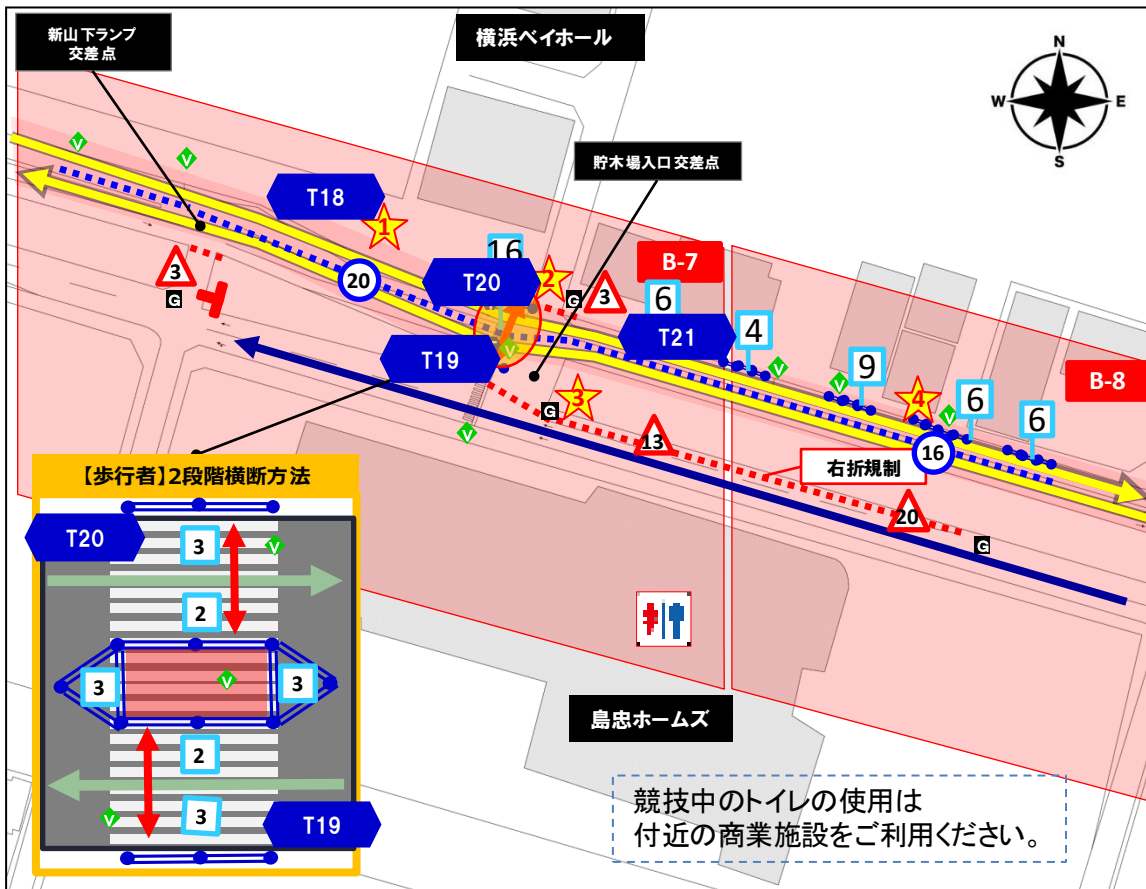 新山下ランプ
交差点
横浜ベイホール
N
W
E
S
貯木場入口交差点
V
V
T18
1
3
G
20
16
T20
2
G
3
B-7
6
T21
4
V
9
V
4
6
V
6
B-8
T19
V
G
3
V
13
右折規制
16
20
G
【歩行者】2段階横断方法
T20
3
V
2
3
V
3
2
V
3
T19
島忠ホームズ
競技中のトイレの使用は
付近の商業施設をご利用ください。